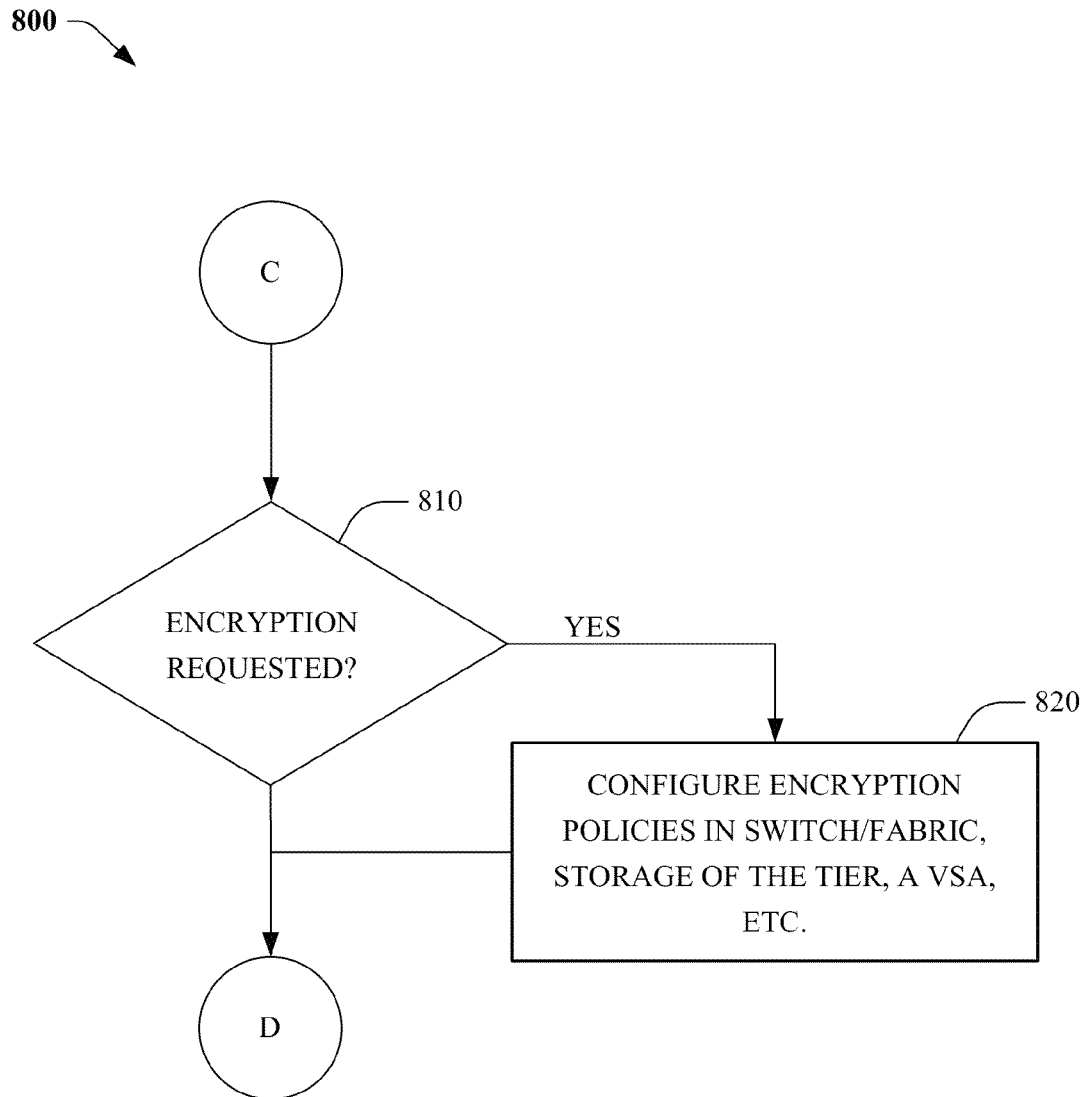 800
C
810
ENCRYPTION
REQUESTED?
YES
820
CONFIGURE ENCRYPTION
POLICIES IN SWITCH/FABRIC,
STORAGE OF THE TIER, A VSA,
ETC.
D